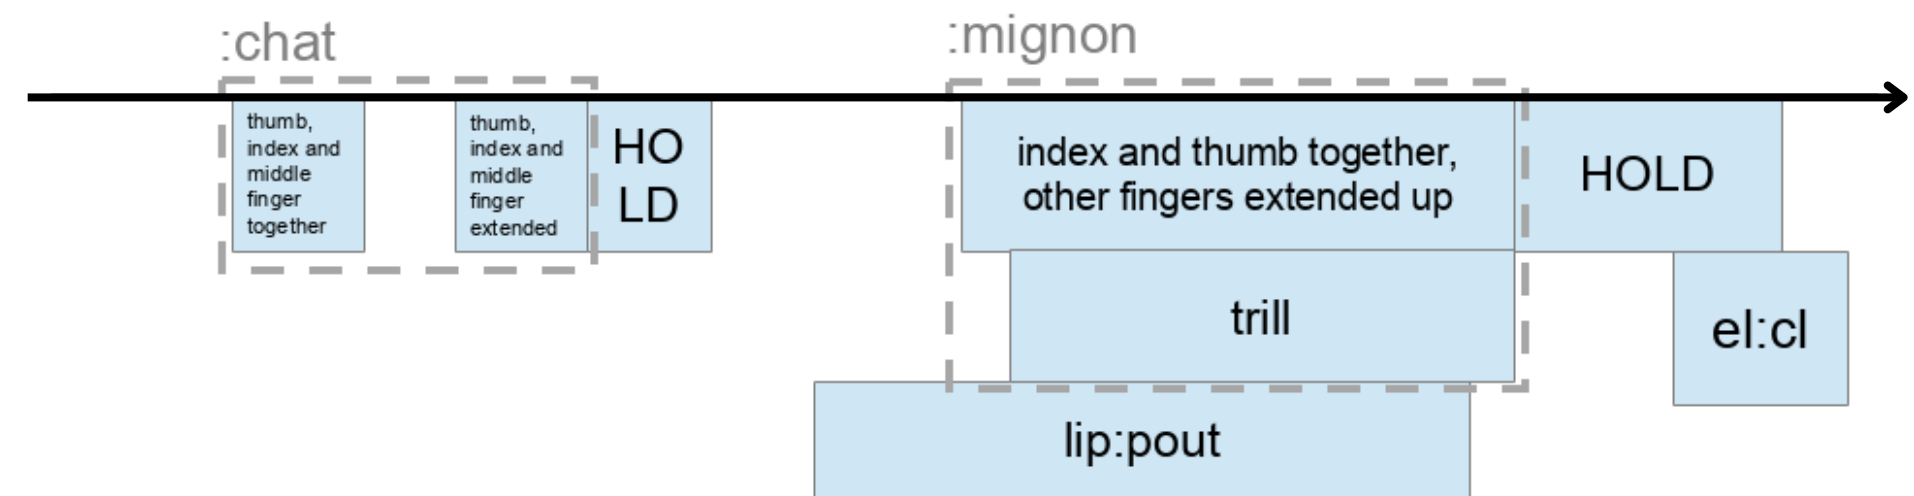 :chat
:mignon
thumb,
index and
middle
finger
together
thumb,
index and
middle
finger
extended
HO
LD
index and thumb together,
other fingers extended up
HOLD
trill
el:cl
lip:pout